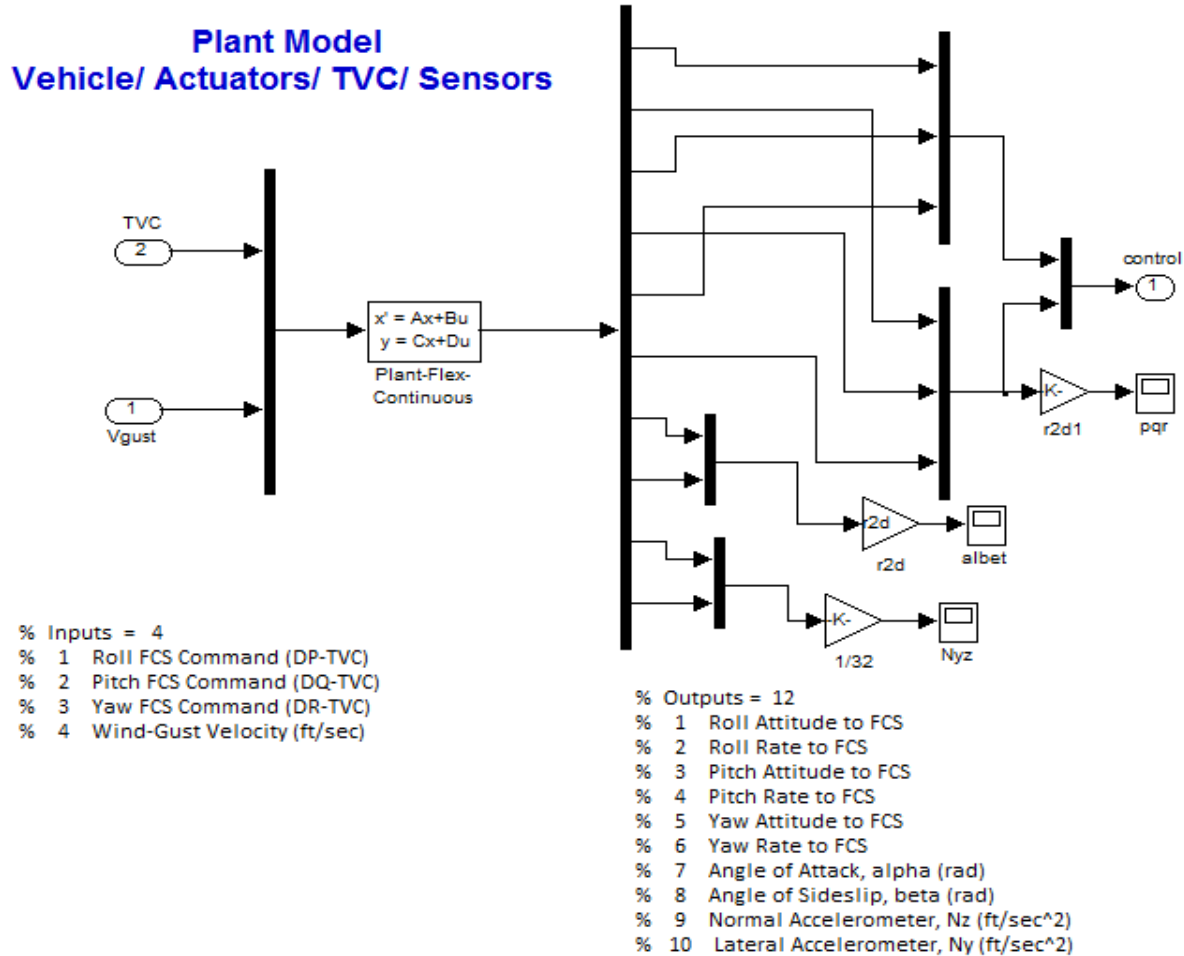 Plant Model
Vehicle/ Actuators/ TVC/ Sensors
TVC
2
1
Vgust
x' = Ax+Bu
y = Cx+Du
Plant-Flex-
Continuous
control
1
K-
r2d1
pqr
r2d
r2d
albet
-K-
1/32
Nyz
% Inputs = 4
% 1 Roll FCS Command (DP-TVC)
% 2 Pitch FCS Command (DQ-TVC)
% 3 Yaw FCS Command (DR-TVC)
% 4 Wind-Gust Velocity (ft/sec)
% Outputs = 12
% 1 Roll Attitude to FCS
% 2 Roll Rate to FCS
% 3 Pitch Attitude to FCS
% 4 Pitch Rate to FCS
% 5 Yaw Attitude to FCS
% 6 Yaw Rate to FCS
% 7 Angle of Attack, alpha (rad)
% 8 Angle of Sideslip, beta (rad)
% 9 Normal Accelerometer, Nz (ft/sec^2)
% 10 Lateral Accelerometer, Ny (ft/sec^2)